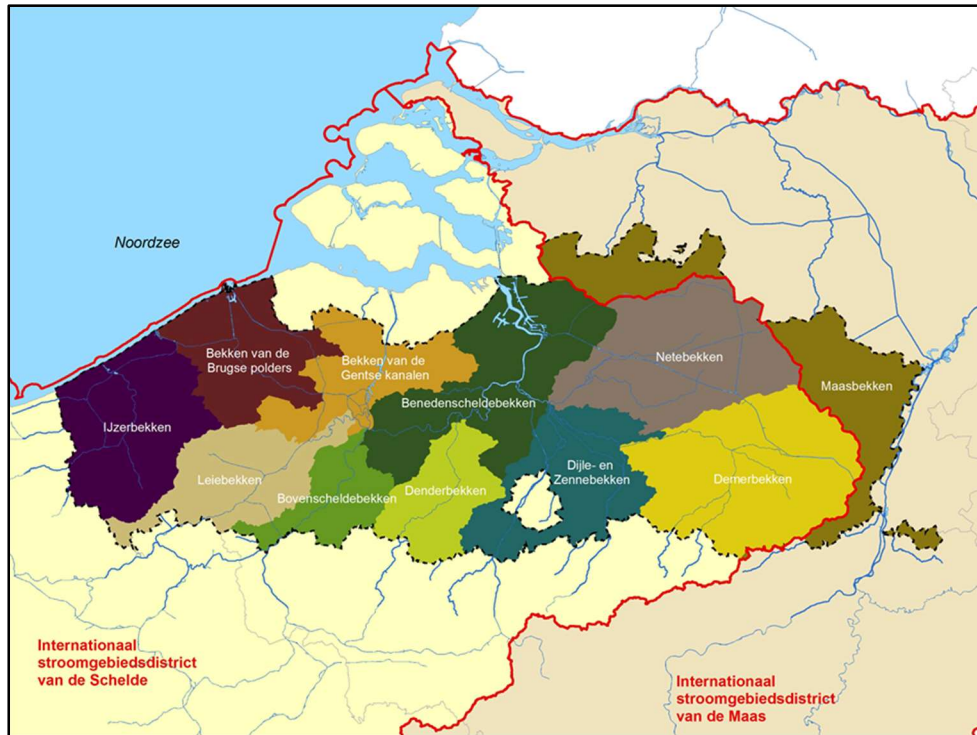 Noordzee
Bekken van de
Brugse polders
Bekken van de
Gentse kanalen
Netebekken
Maasbekken
Benedenscheldebekken
IJzerbekken
Leiebekken
Bovenscheldebekken
Denderbekken
Dijle- en
Zennebekken
Demerbekken
Internationaal
stroomgebiedsdistrict
van de Schelde
Internationaal
stroomgebiedsdistrict
van de Maas